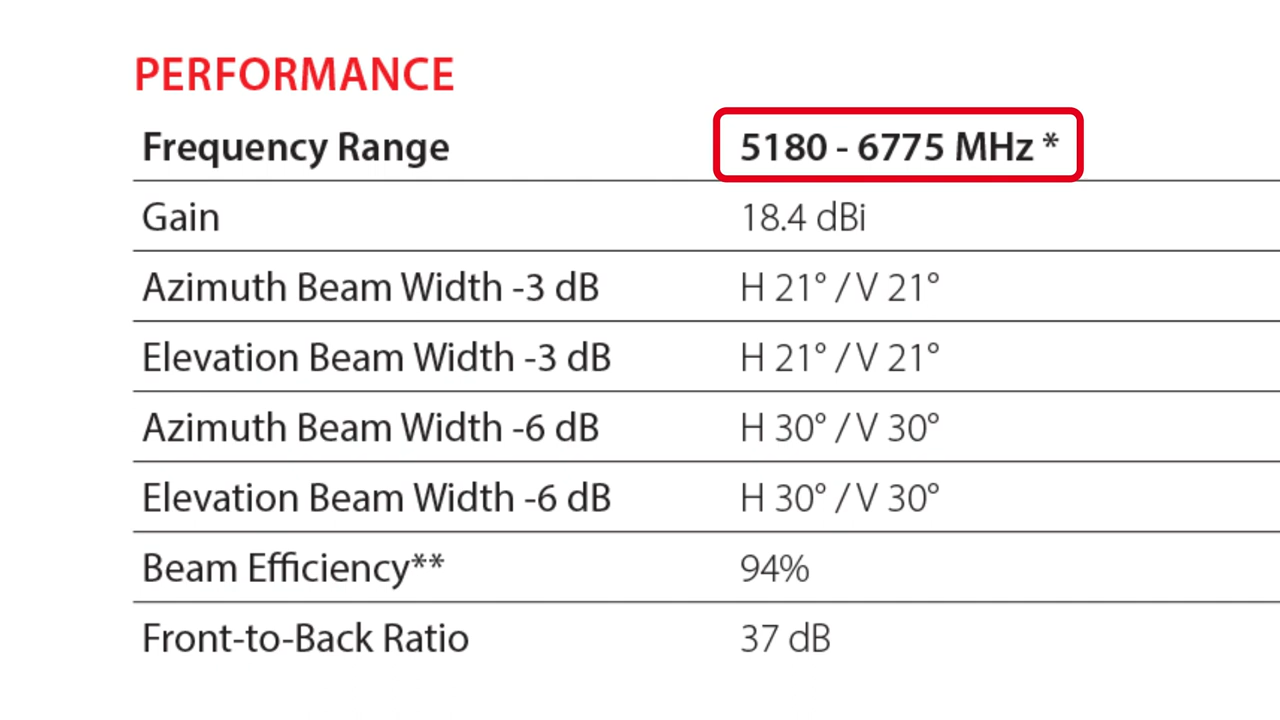 PERFORMANCE
Frequency Range 5180 - 6775 MHz *
Gain 18.4 dBi
Azimuth Beam Width -3 dB H 21° / V 21°
Elevation Beam Width -3 dB H 21° / V 21°
Azimuth Beam Width -6 dB H 30° / V 30°
Elevation Beam Width -6 dB H 30° / V 30°
Beam Efficiency** 94%
Front-to-Back Ratio 37 dB